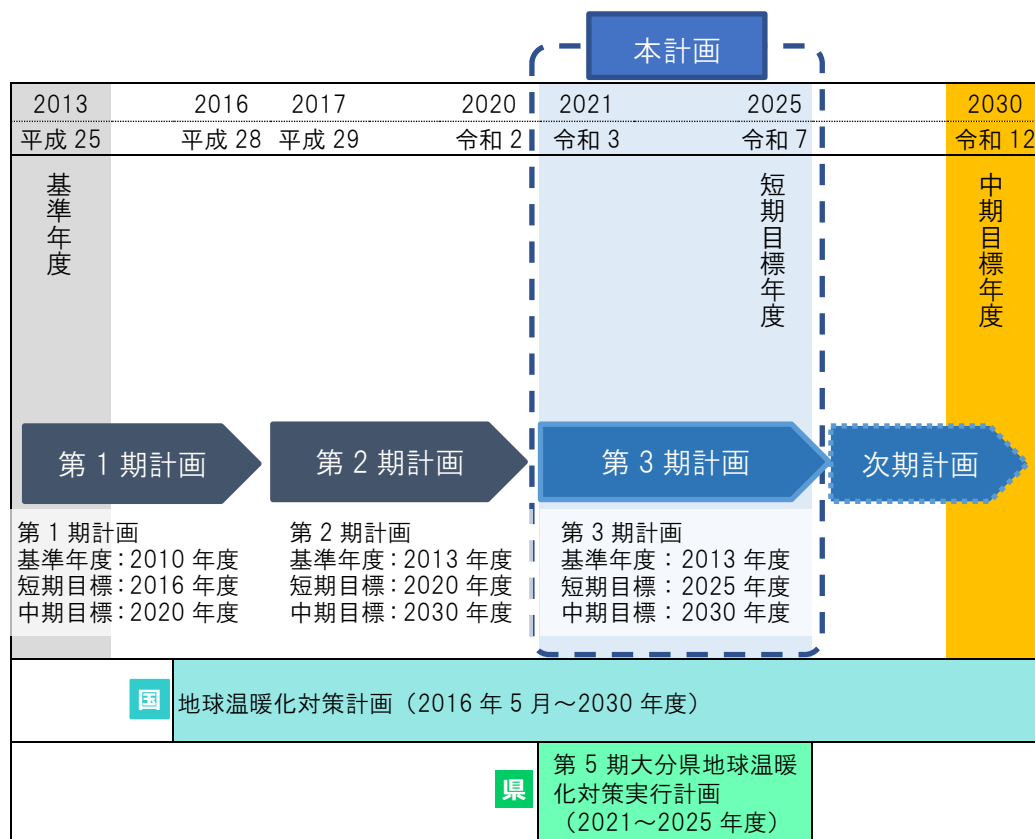 本計画
2013 2016 2017 2020 2021 2025 2030
平成 25 平成 28 平成 29 令和 2 令和 3 令和 7 令和 12
基準年度
短期目標年度
中期目標年度
第 1 期計画
第 2 期計画
第 3 期計画
次期計画
第 1 期計画
基準年度：2010 年度
短期目標：2016 年度
中期目標：2020 年度
第 2 期計画
基準年度：2013 年度
短期目標：2020 年度
中期目標：2030 年度
第 3 期計画
基準年度：2013 年度
短期目標：2025 年度
中期目標：2030 年度
国
地球温暖化対策計画（2016 年 5 月～2030 年度）
県
第 5 期大分県地球温暖
化対策実行計画
（2021～2025 年度）